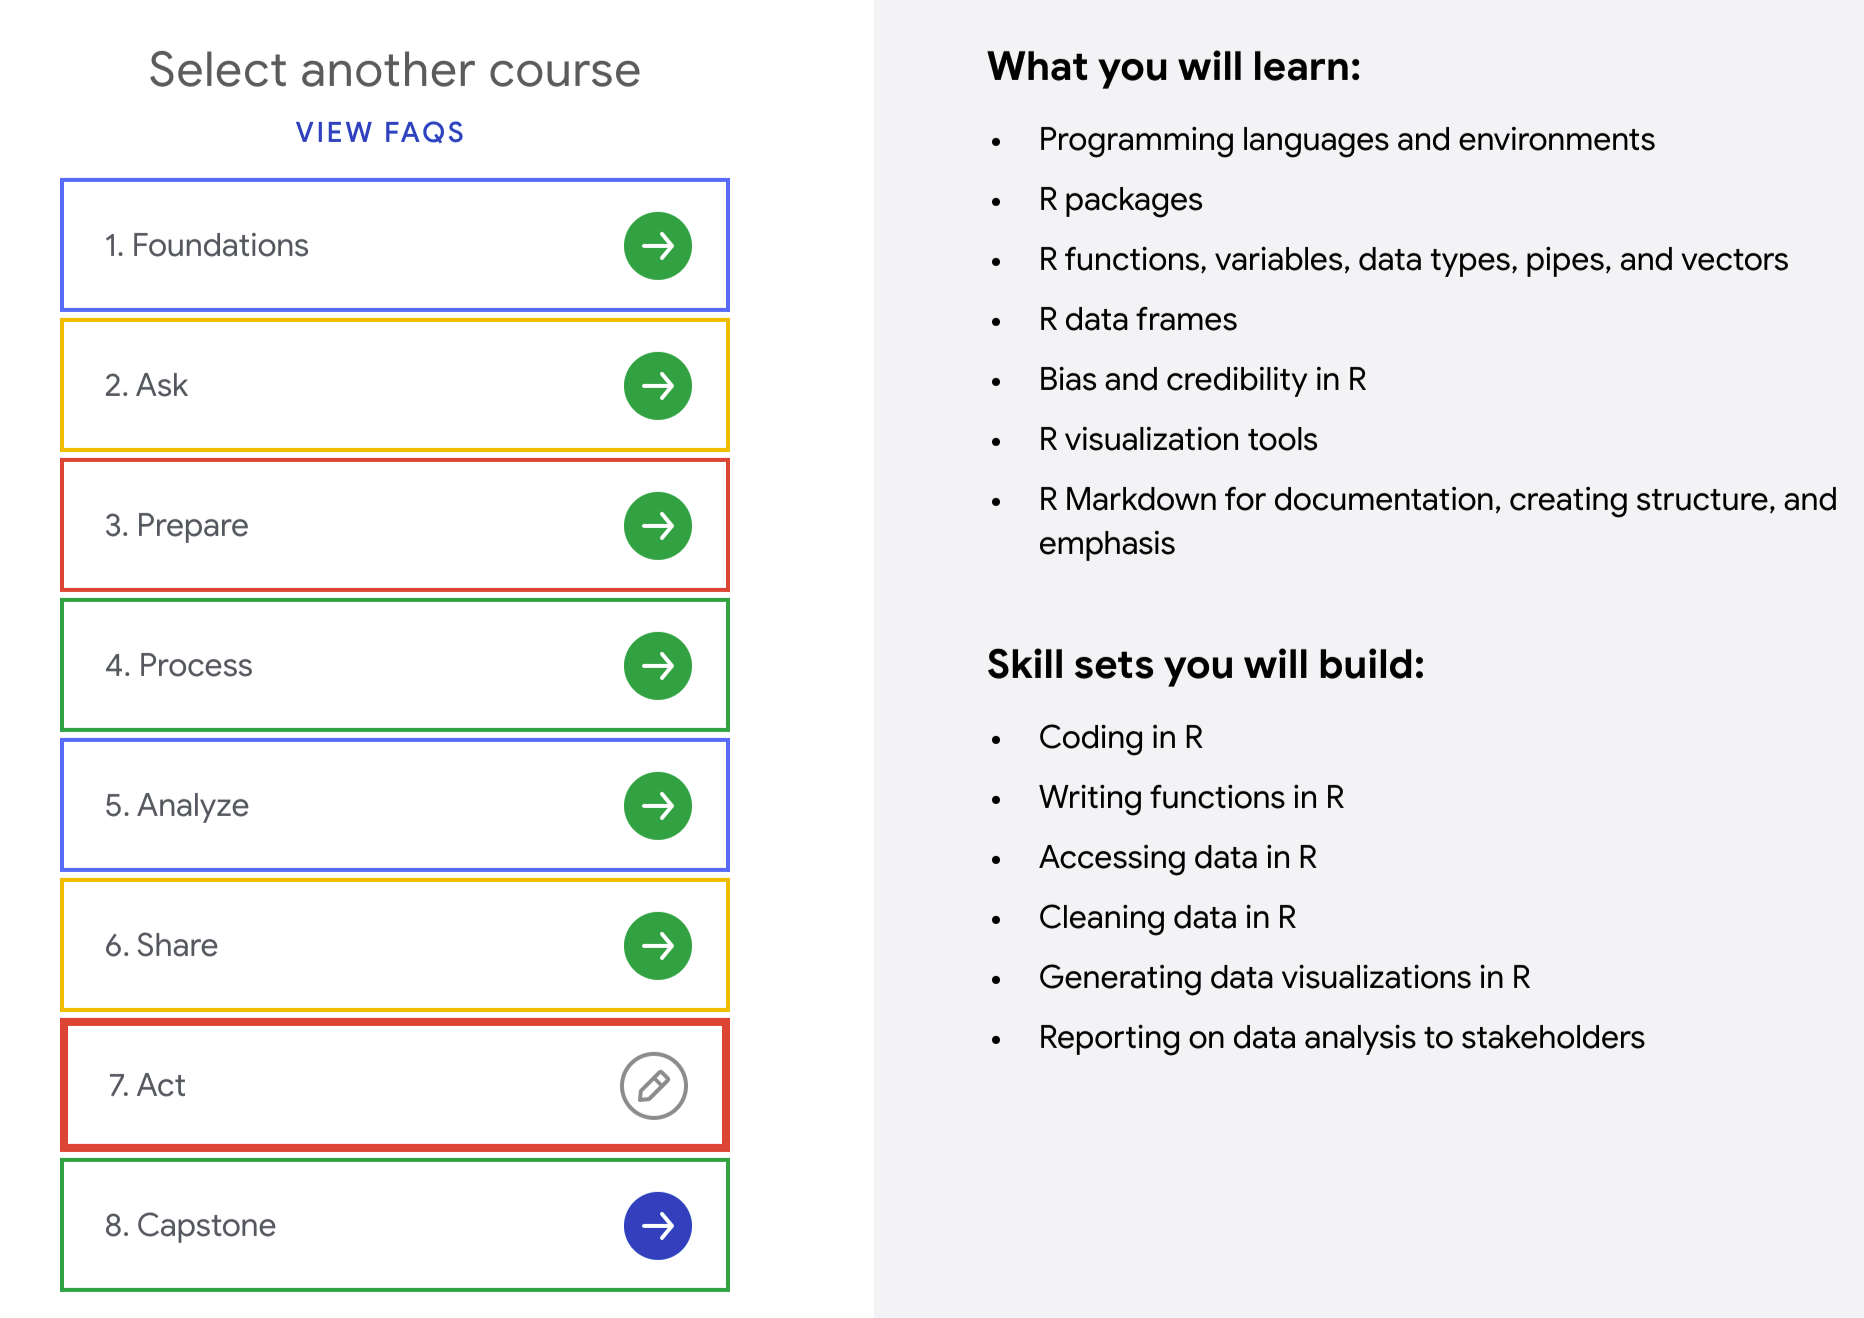 Select another course
VIEW FAQS
1. Foundations
2. Ask
3. Prepare
4. Process
5. Analyze
6. Share
7. Act
8. Capstone
What you will learn:
• Programming languages and environments
• R packages
• R functions, variables, data types, pipes, and vectors
• R data frames
• Bias and credibility in R
• R visualization tools
• R Markdown for documentation, creating structure, and
emphasis
Skill sets you will build:
• Coding in R
• Writing functions in R
• Accessing data in R
• Cleaning data in R
• Generating data visualizations in R
• Reporting on data analysis to stakeholders